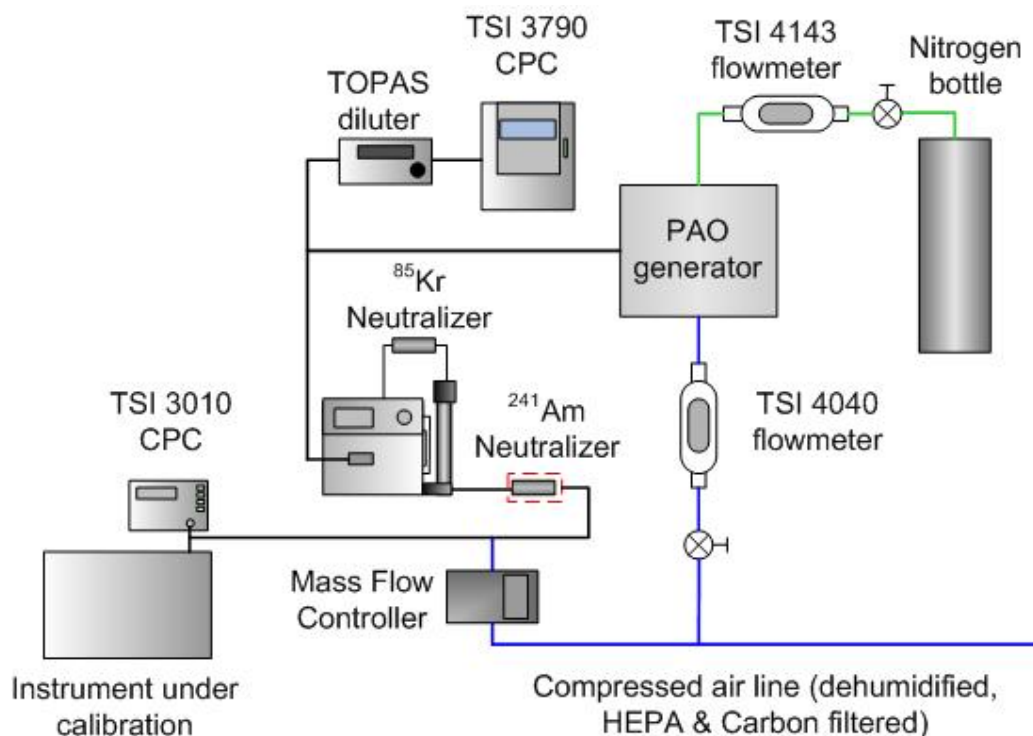 TSI 3790
CPC
TOPAS
diluter
TSI 4143
flowmeter
Nitrogen
bottle
PAO
generator
⁸⁵Kr
Neutralizer
TSI 3010
CPC
²⁴¹Am
Neutralizer
TSI 4040
flowmeter
Mass Flow
Controller
Instrument under
calibration
Compressed air line (dehumidified,
HEPA & Carbon filtered)